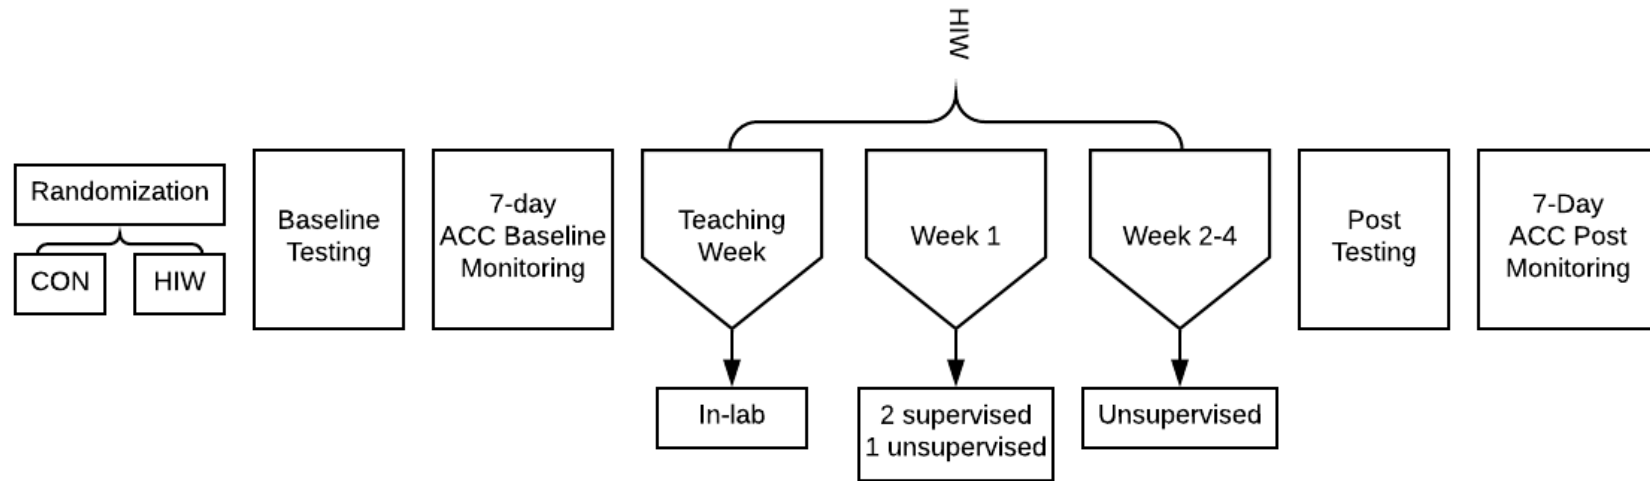 HIW
Randomization
CON
HIW
Baseline
Testing
7-day
ACC Baseline
Monitoring
Teaching
Week
Week 1
Week 2-4
Post
Testing
7-Day
ACC Post
Monitoring
In-lab
2 supervised
1 unsupervised
Unsupervised